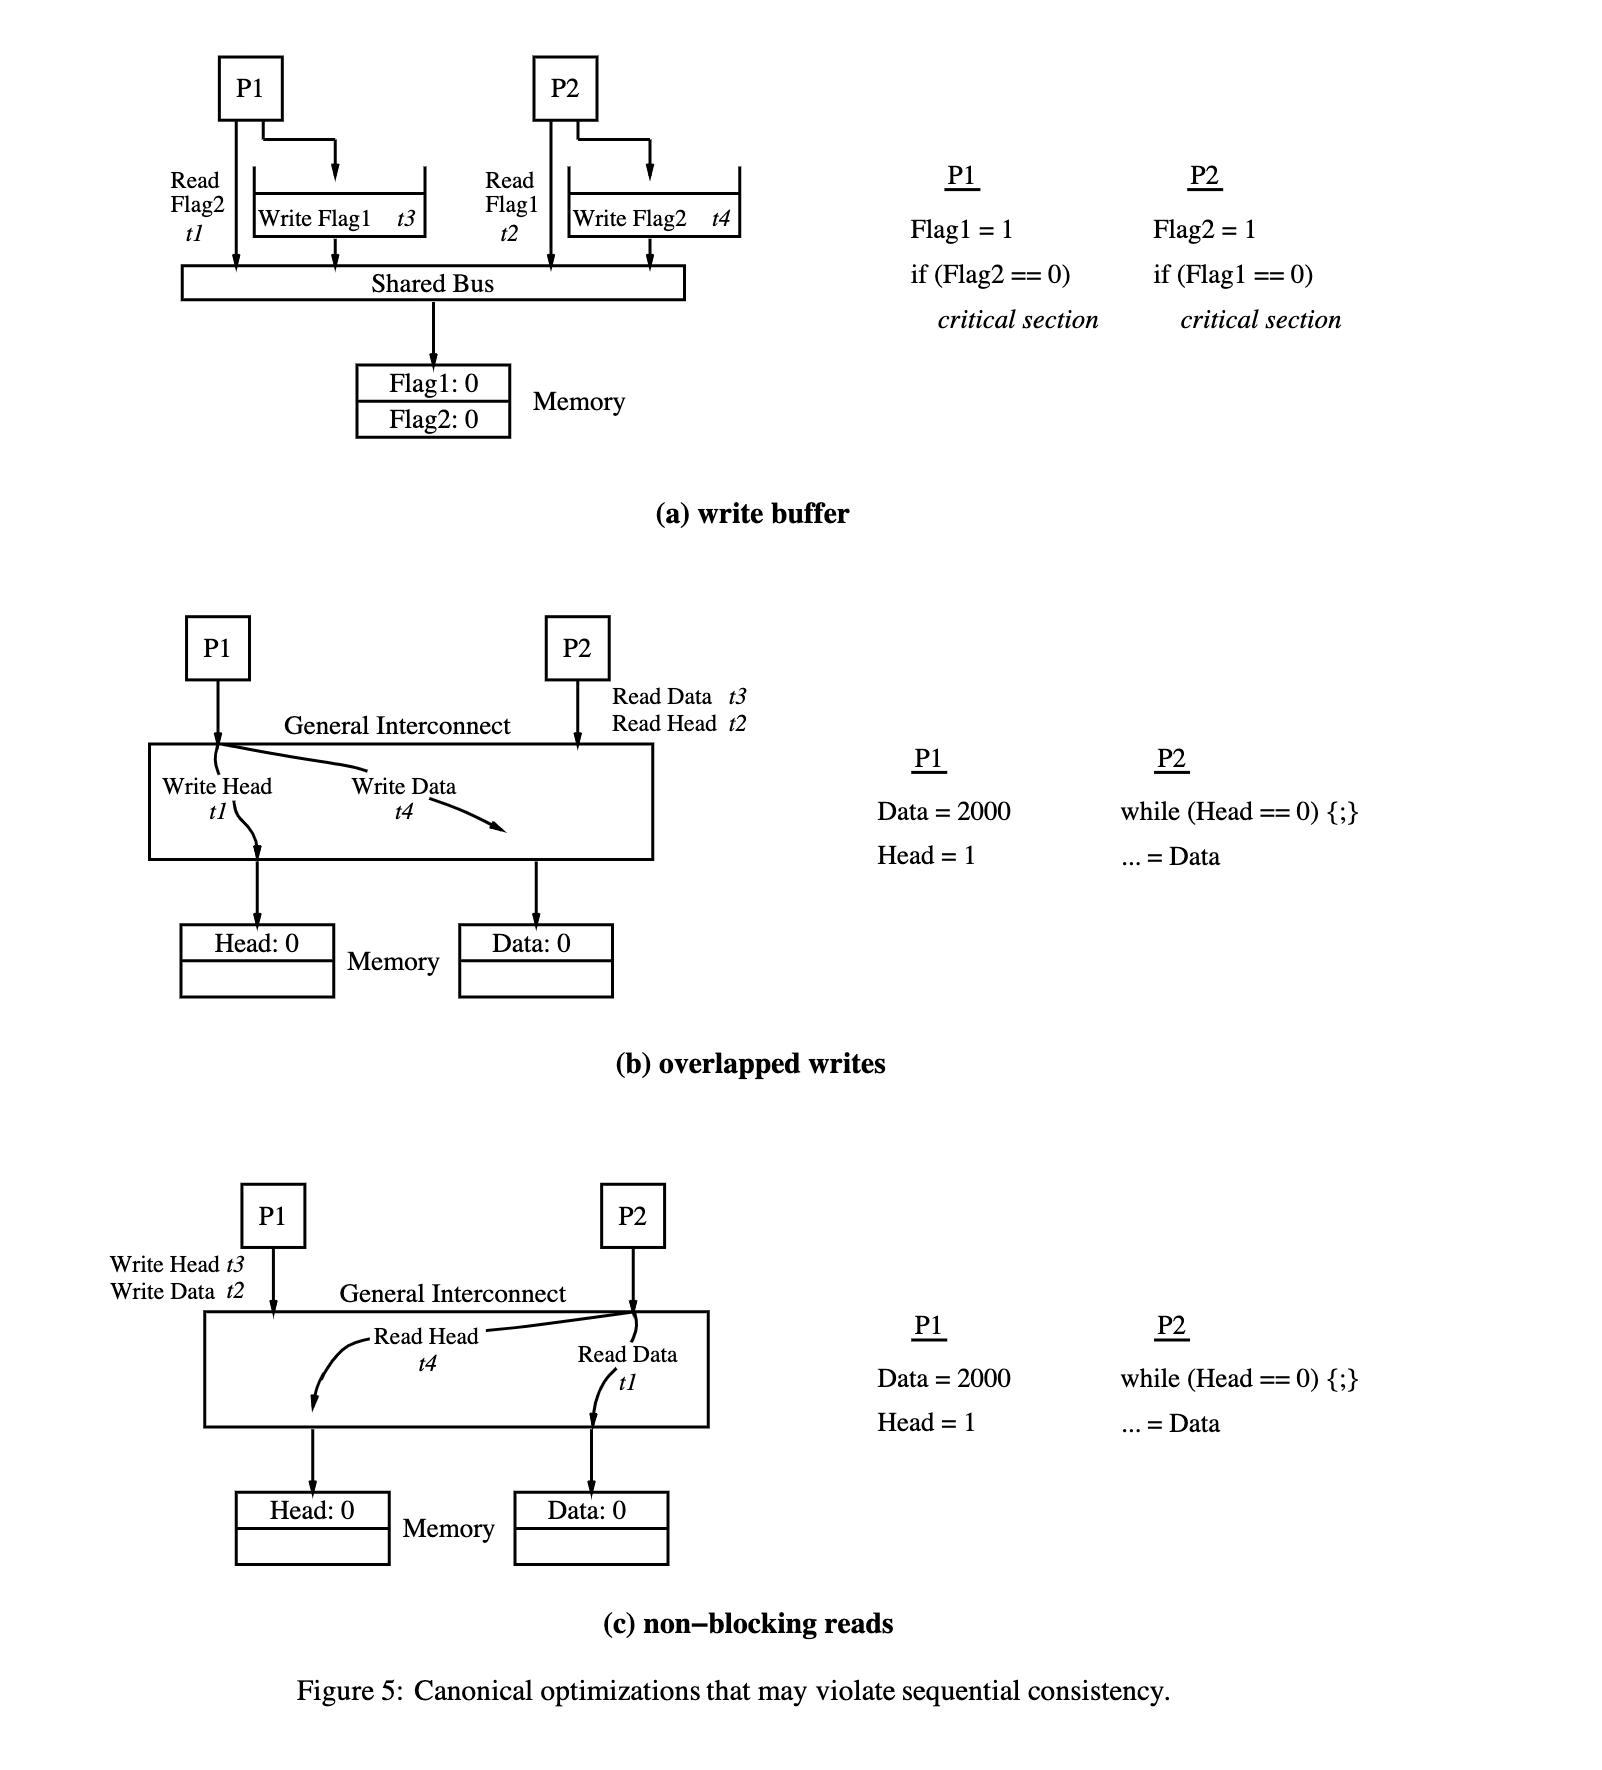 P1
P2
Read
Flag2
t1
Write Flag1 t3
Read
Flag1
t2
Write Flag2 t4
Shared Bus
Flag1: 0
Flag2: 0
Memory
P1
P2
Flag1 = 1
Flag2 = 1
if (Flag2 == 0)
if (Flag1 == 0)
critical section
critical section
(a) write buffer
P1
P2
Read Data t3
Read Head t2
General Interconnect
Write Head
t1
Write Data
t4
Head: 0
Memory
Data: 0
P1
P2
Data = 2000
while (Head == 0) {;}
Head = 1
... = Data
(b) overlapped writes
P1
P2
Write Head t3
Write Data t2
General Interconnect
Read Head
t4
Read Data
t1
Head: 0
Memory
Data: 0
P1
P2
Data = 2000
while (Head == 0) {;}
Head = 1
... = Data
(c) non−blocking reads
Figure 5: Canonical optimizations that may violate sequential consistency.